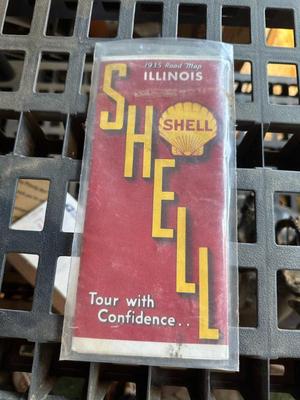 1935 Road Map
ILLINOIS
SHELL
SHELL
Tour with
Confidence..